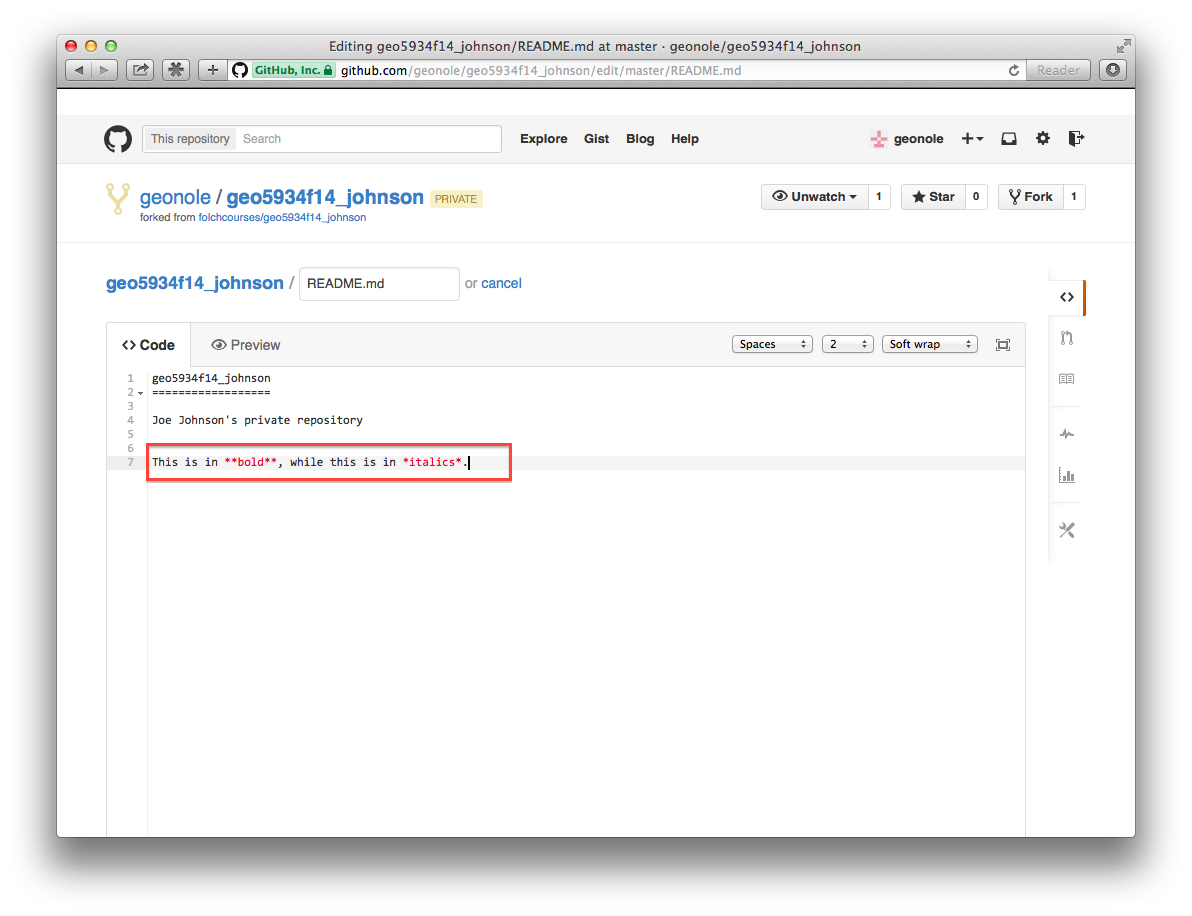 Editing geo5934f14_johnson/README.md at master · geonole/geo5934f14_johnson
GitHub, Inc. github.com/geonole/geo5934f14_johnson/edit/master/README.md Reader
This repository Search Explore Gist Blog Help geonole
geonole / geo5934f14_johnson PRIVATE Unwatch 1 Star 0 Fork 1
forked from folchcourses/geo5934f14_johnson
geo5934f14_johnson / README.md or cancel
Code Preview Spaces 2 Soft wrap
1 geo5934f14_johnson
2 ==================
3
4 Joe Johnson's private repository
5
6
7 This is in **bold**, while this is in *italics*.